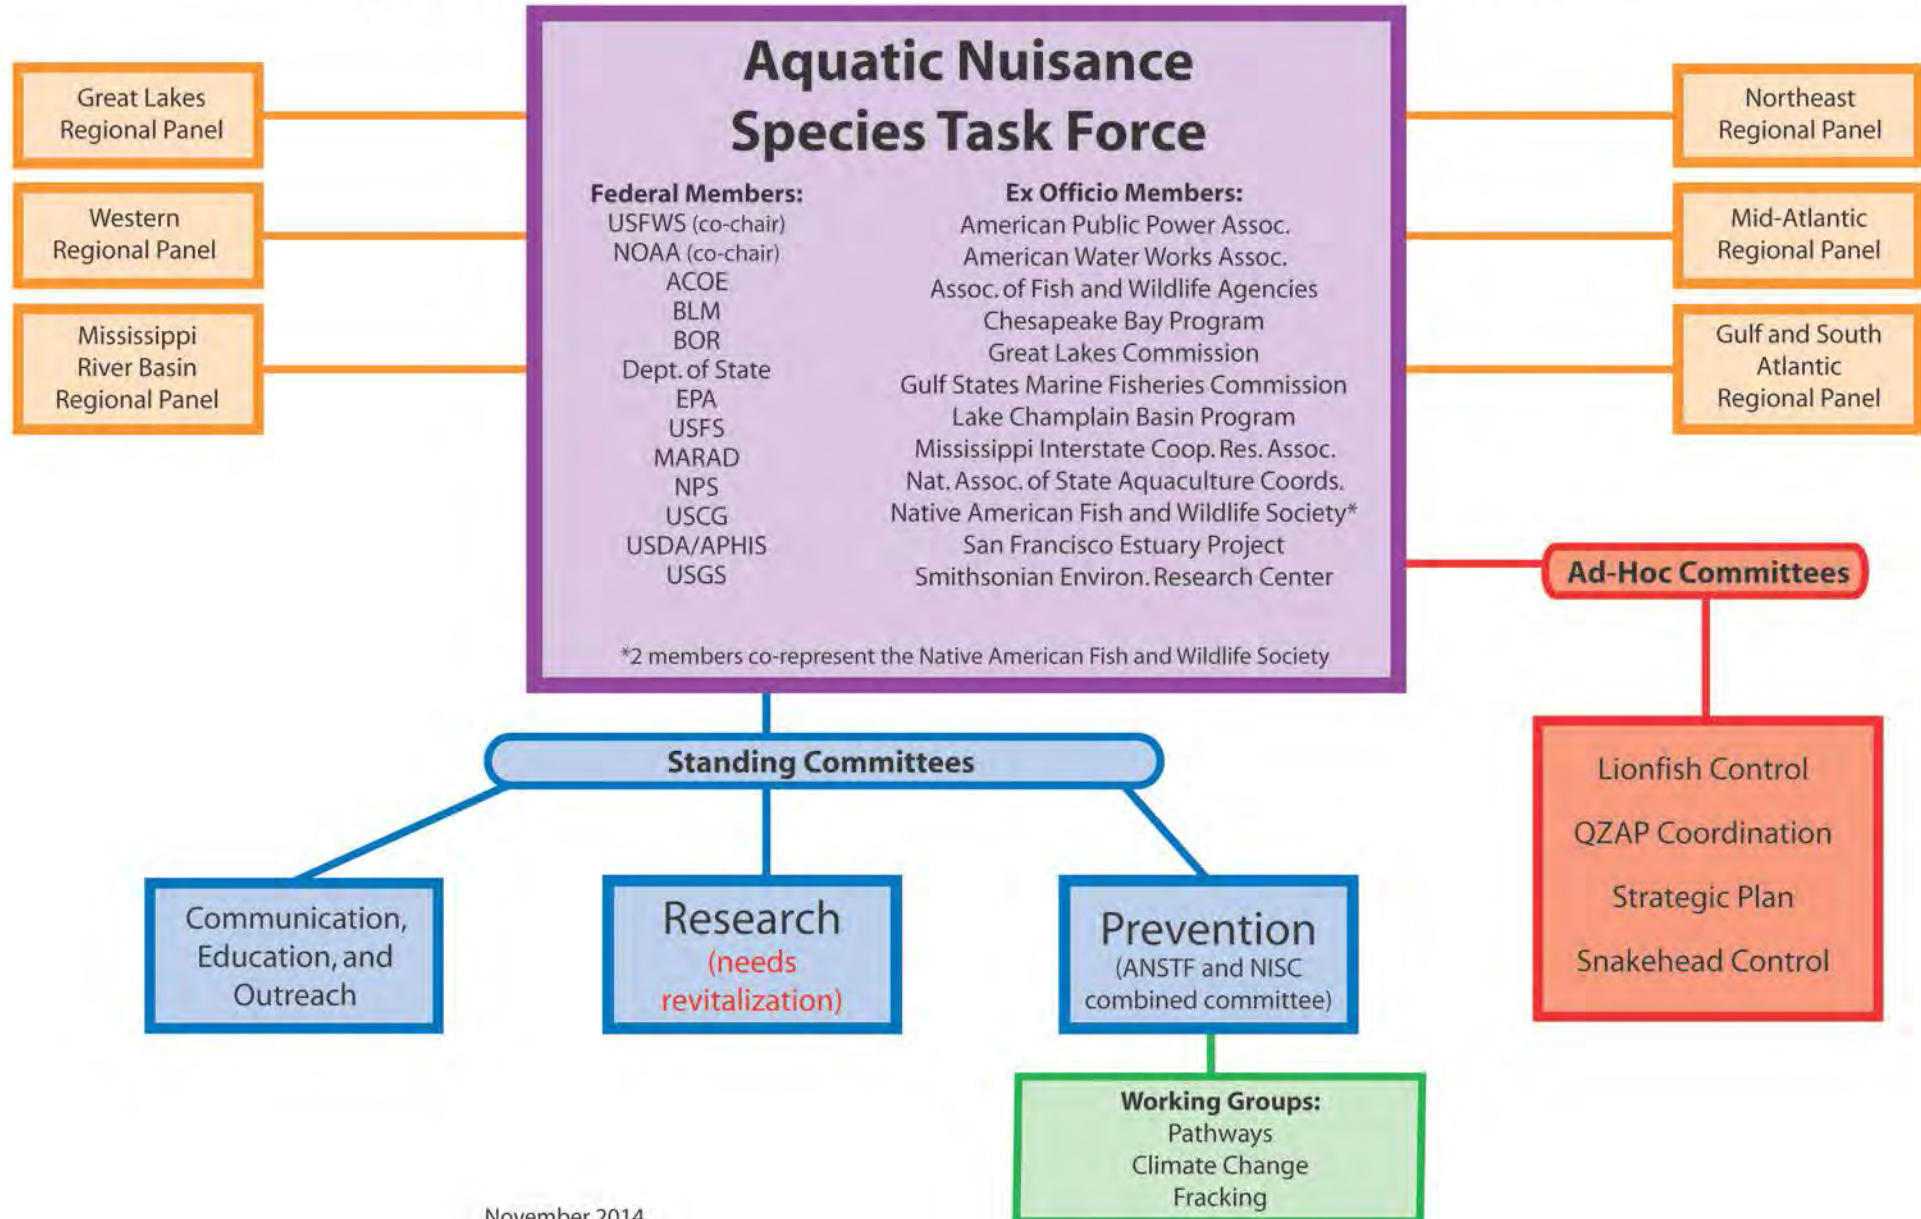 Aquatic Nuisance
Species Task Force
Federal Members:
USFWS (co-chair)
NOAA (co-chair)
ACOE
BLM
BOR
Dept. of State
EPA
USFS
MARAD
NPS
USCG
USDA/APHIS
USGS
Ex Officio Members:
American Public Power Assoc.
American Water Works Assoc.
Assoc. of Fish and Wildlife Agencies
Chesapeake Bay Program
Great Lakes Commission
Gulf States Marine Fisheries Commission
Lake Champlain Basin Program
Mississippi Interstate Coop. Res. Assoc.
Nat. Assoc. of State Aquaculture Coords.
Native American Fish and Wildlife Society*
San Francisco Estuary Project
Smithsonian Environ. Research Center
*2 members co-represent the Native American Fish and Wildlife Society
Great Lakes
Regional Panel
Western
Regional Panel
Mississippi
River Basin
Regional Panel
Northeast
Regional Panel
Mid-Atlantic
Regional Panel
Gulf and South
Atlantic
Regional Panel
Ad-Hoc Committees
Lionfish Control
QZAP Coordination
Strategic Plan
Snakehead Control
Standing Committees
Communication,
Education, and
Outreach
Research
(needs
revitalization)
Prevention
(ANSTF and NISC
combined committee)
Working Groups:
Pathways
Climate Change
Fracking
November 2014